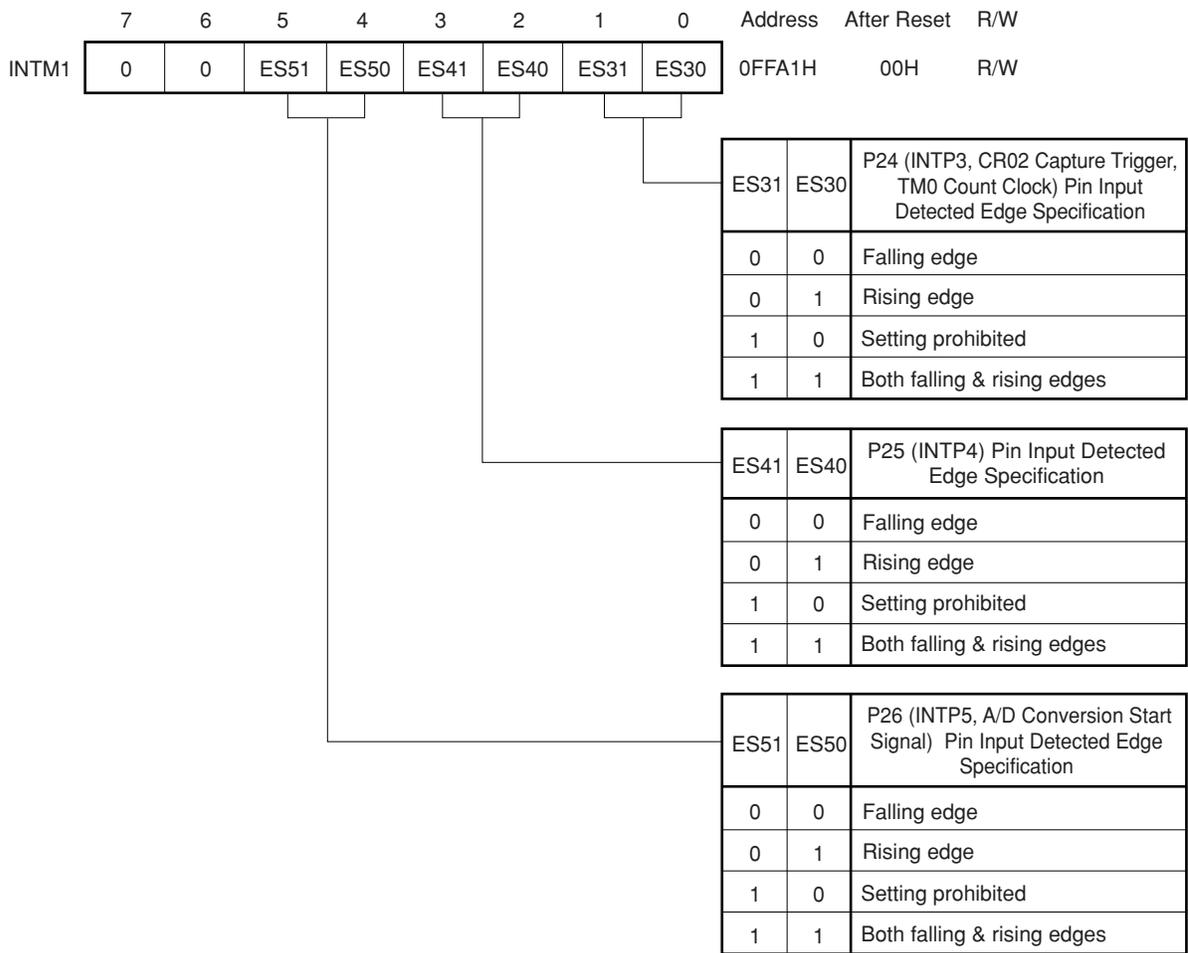 7 6 5 4 3 2 1 0 Address After Reset R/W
INTM1 0 0 ES51 ES50 ES41 ES40 ES31 ES30 0FFA1H 00H R/W
ES31 ES30 P24 (INTP3, CR02 Capture Trigger,
TM0 Count Clock) Pin Input
Detected Edge Specification
0 0 Falling edge
0 1 Rising edge
1 0 Setting prohibited
1 1 Both falling & rising edges
ES41 ES40 P25 (INTP4) Pin Input Detected
Edge Specification
0 0 Falling edge
0 1 Rising edge
1 0 Setting prohibited
1 1 Both falling & rising edges
ES51 ES50 P26 (INTP5, A/D Conversion Start
Signal) Pin Input Detected Edge
Specification
0 0 Falling edge
0 1 Rising edge
1 0 Setting prohibited
1 1 Both falling & rising edges